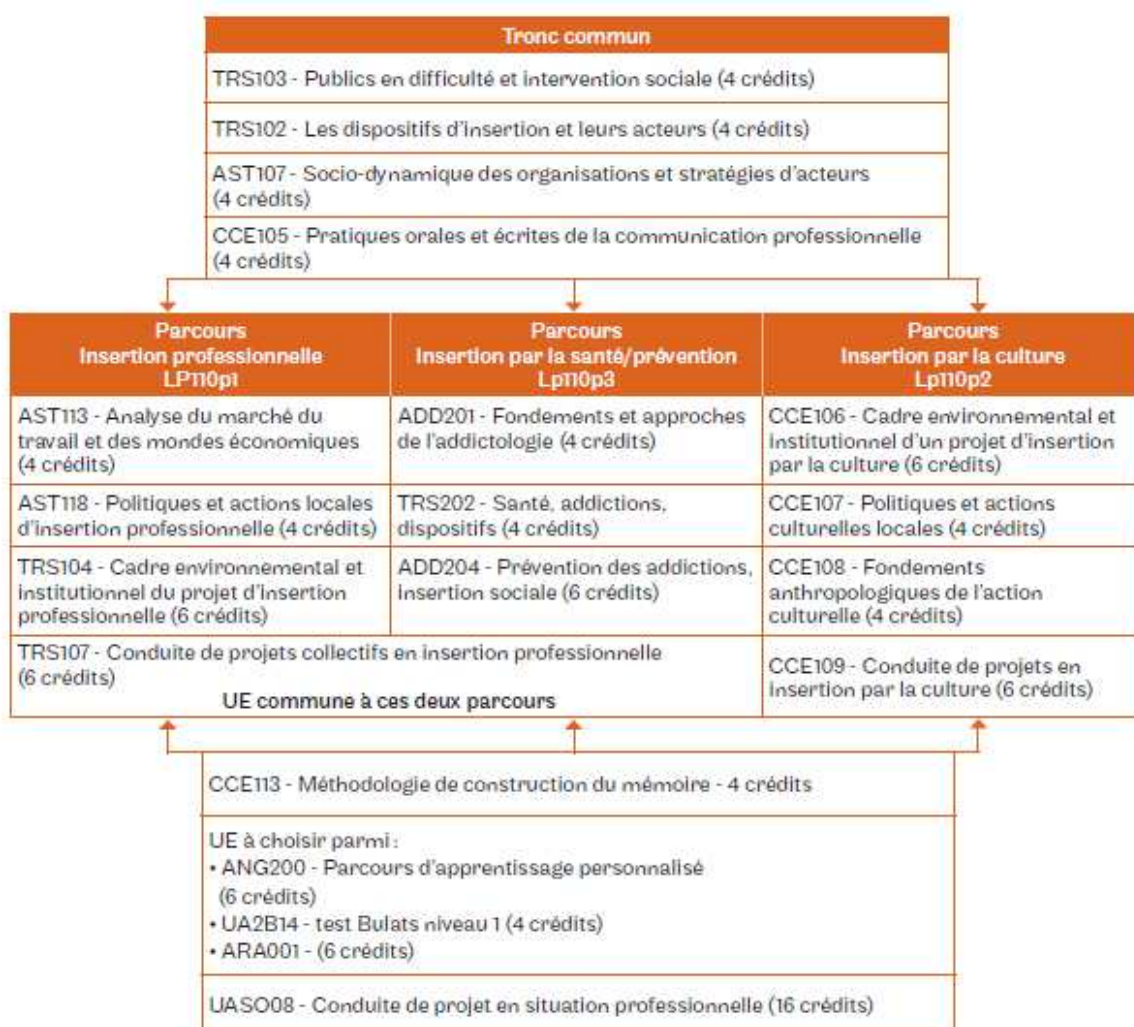 Tronc commun
TRS103 - Publics en difficulté et intervention sociale (4 crédits)
TRS102 - Les dispositifs d'insertion et leurs acteurs (4 crédits)
AST107 - Socio-dynamique des organisations et stratégies d'acteurs
(4 crédits)
CCE105 - Pratiques orales et écrites de la communication professionnelle
(4 crédits)
Parcours
Insertion professionnelle
LP110p1
AST113 - Analyse du marché du
travail et des mondes économiques
(4 crédits)
AST118 - Politiques et actions locales
d'insertion professionnelle (4 crédits)
TRS104 - Cadre environnemental et
institutionnel du projet d'insertion
professionnelle (6 crédits)
Parcours
Insertion par la santé/prévention
Lp110p3
ADD201 - Fondements et approches
de l'addictologie (4 crédits)
TRS202 - Santé, addictions,
dispositifs (4 crédits)
ADD204 - Prévention des addictions,
insertion sociale (6 crédits)
TRS107 - Conduite de projets collectifs en insertion professionnelle
(6 crédits)
UE commune à ces deux parcours
Parcours
Insertion par la culture
Lp110p2
CCE106 - Cadre environnemental et
institutionnel d'un projet d'insertion
par la culture (6 crédits)
CCE107 - Politiques et actions
culturelles locales (4 crédits)
CCE108 - Fondements
anthropologiques de l'action
culturelle (4 crédits)
CCE109 - Conduite de projets en
insertion par la culture (6 crédits)
CCE113 - Méthodologie de construction du mémoire - 4 crédits
UE à choisir parmi :
• ANG200 - Parcours d'apprentissage personnalisé
(6 crédits)
• UA2B14 - test Bulats niveau 1 (4 crédits)
• ARA001 - (6 crédits)
UASO08 - Conduite de projet en situation professionnelle (16 crédits)